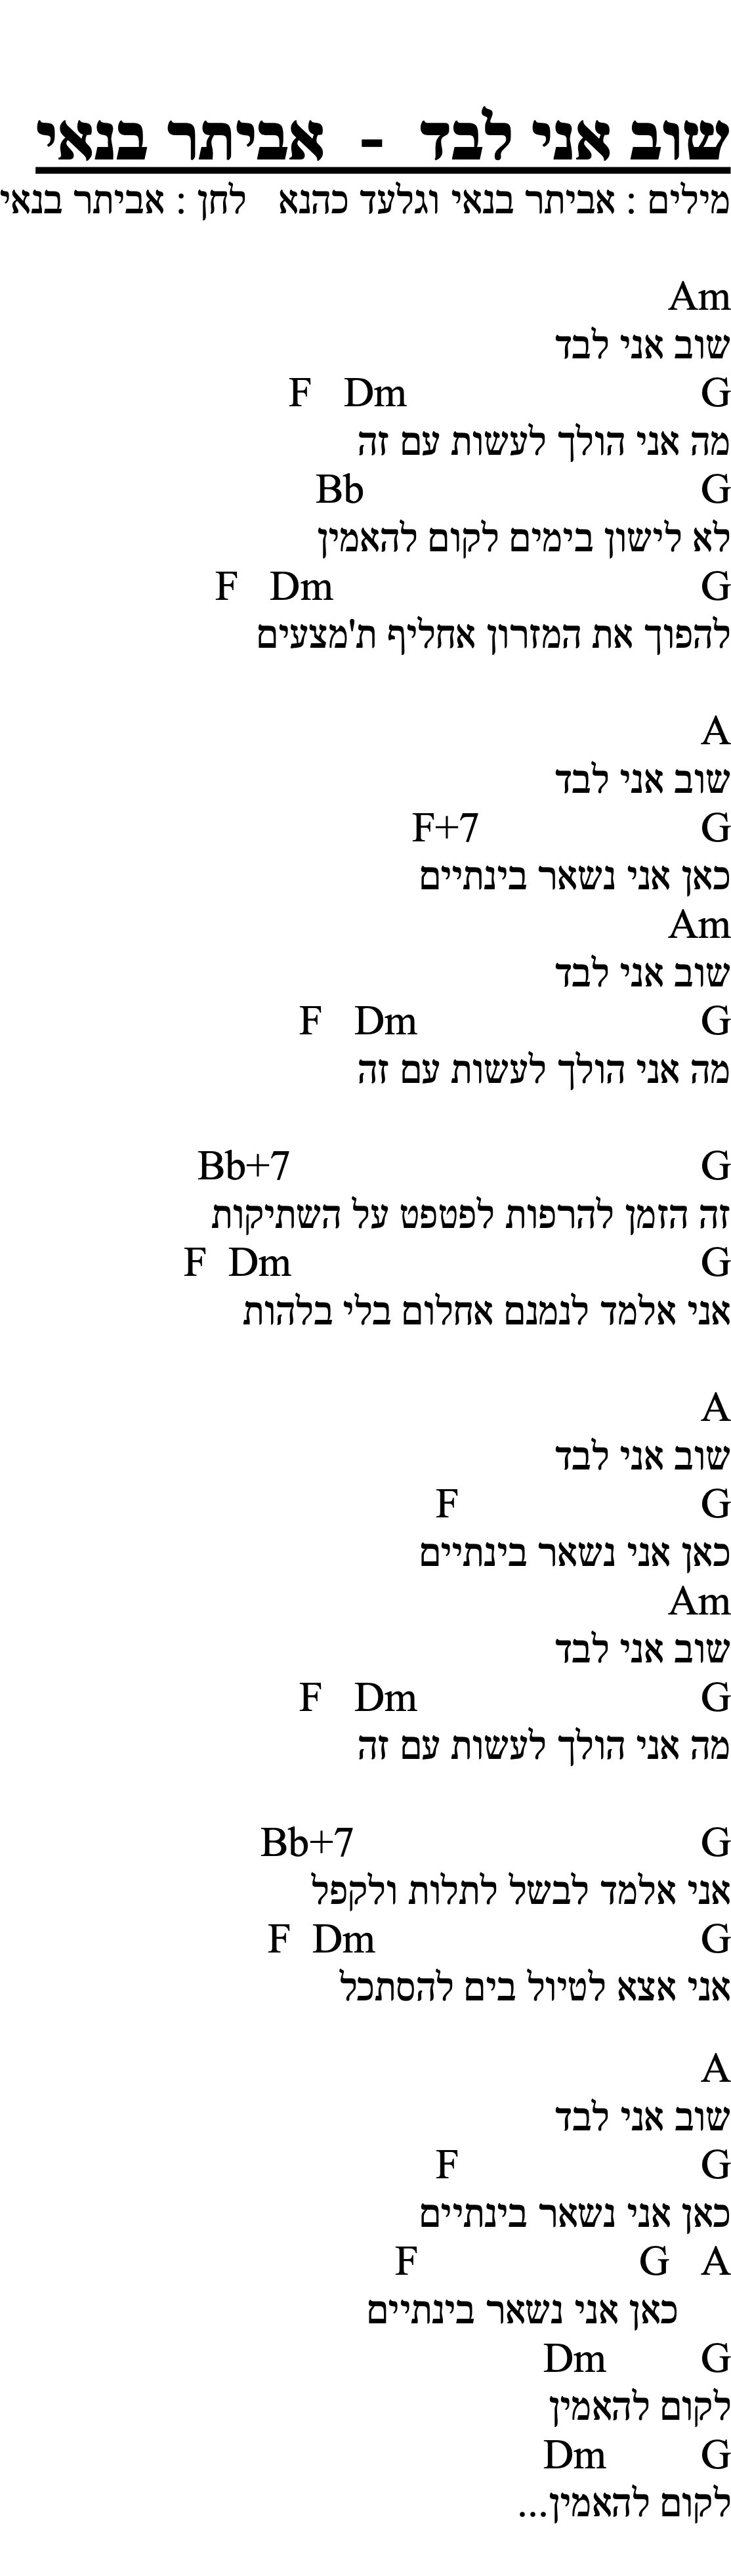 שוב אני לבד - אביתר בנאי
מילים : אביתר בנאי וגלעד כהנא לחן : אביתר בנאי
Am
שוב אני לבד
G Dm F
מה אני הולך לעשות עם זה
G Bb
לא לישון בימים לקום להאמין
G Dm F
להפוך את המזרון אחליף ת'מצעים
A
שוב אני לבד
G F+7
כאן אני נשאר בינתיים
Am
שוב אני לבד
G Dm F
מה אני הולך לעשות עם זה
G Bb+7
זה הזמן להרפות לפטפט על השתיקות
G Dm F
אני אלמד לנמנם אחלום בלי בלהות
A
שוב אני לבד
G F
כאן אני נשאר בינתיים
Am
שוב אני לבד
G Dm F
מה אני הולך לעשות עם זה
G Bb+7
אני אלמד לבשל לתלות ולקפל
G Dm F
אני אצא לטיול בים להסתכל
A
שוב אני לבד
G F
כאן אני נשאר בינתיים
A G F
כאן אני נשאר בינתיים
G Dm
לקום להאמין
G Dm
לקום להאמין...